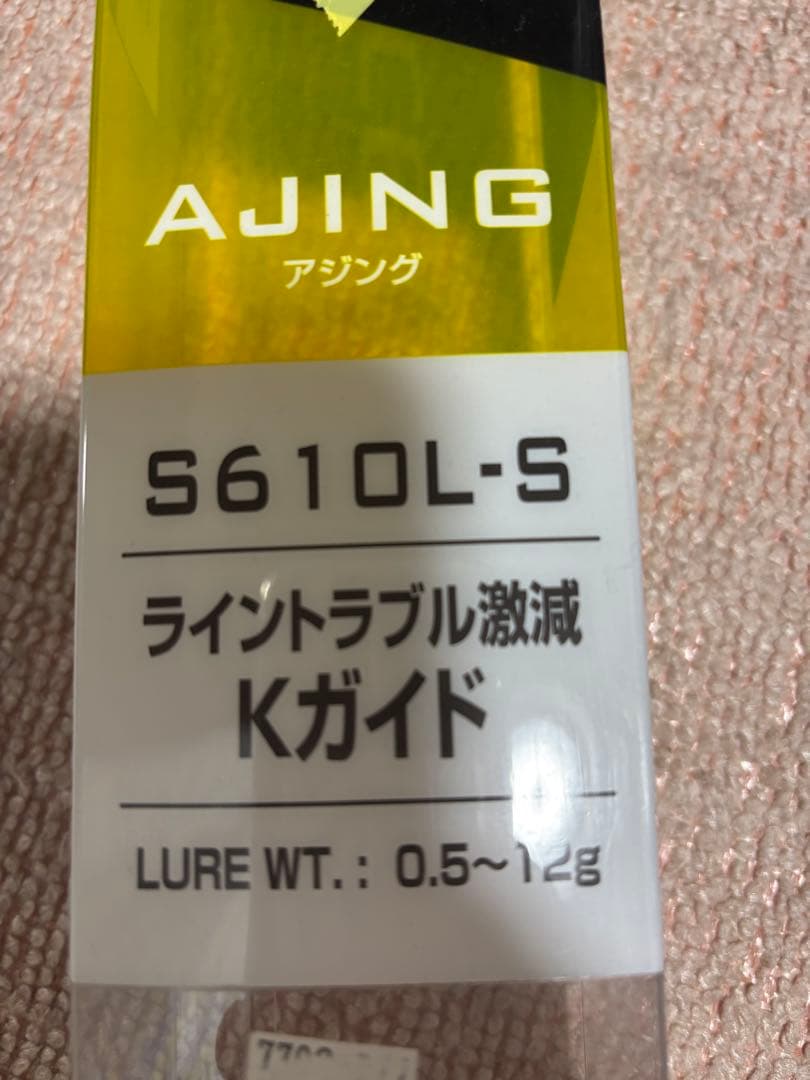 AJING
アジング
S610L-S
ライントラブル激減
Kガイド
LURE WT.: 0.5～12g